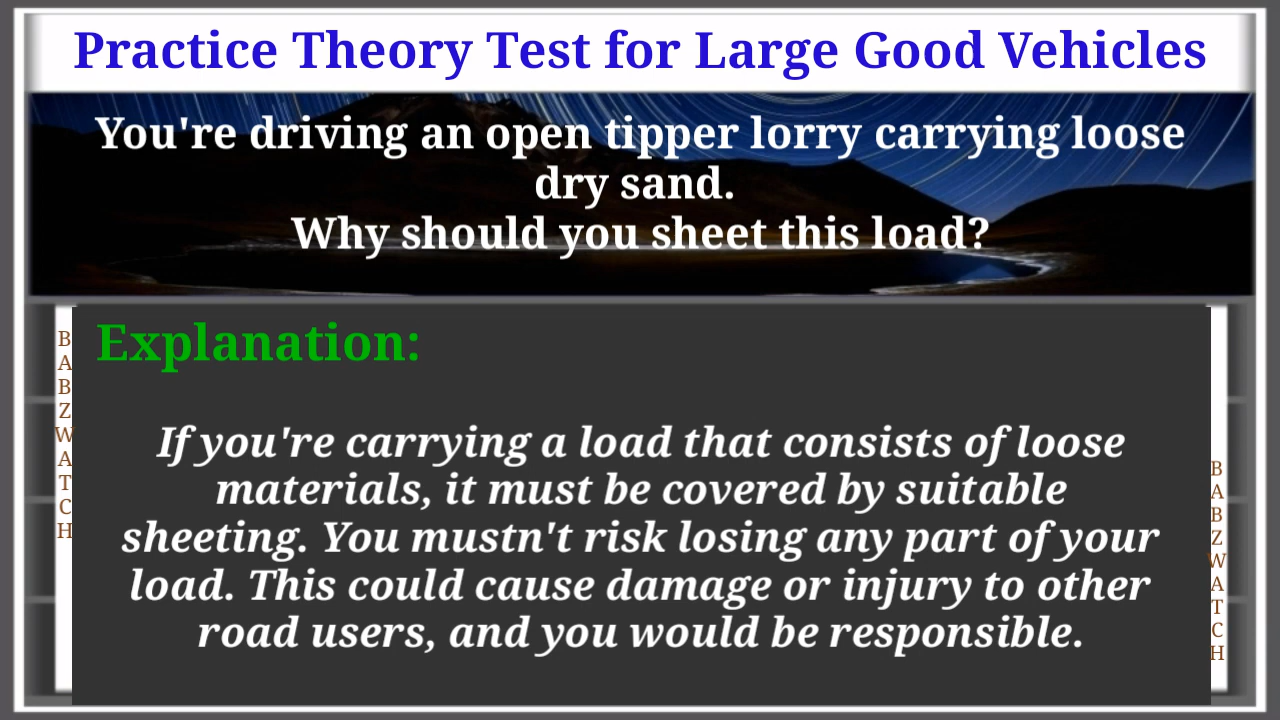 Practice Theory Test for Large Good Vehicles
You're driving an open tipper lorry carrying loose
dry sand.
Why should you sheet this load?
Explanation:
If you're carrying a load that consists of loose
materials, it must be covered by suitable
sheeting. You mustn't risk losing any part of your
load. This could cause damage or injury to other
road users, and you would be responsible.
BABZWATCH
BABZWATCH